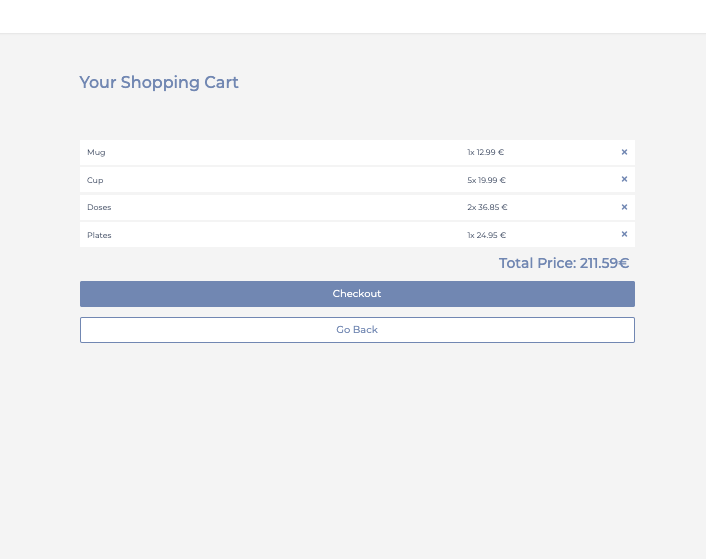 Your Shopping Cart
Mug 1x 12.99 € ×
Cup 5x 19.99 € ×
Doses 2x 36.85 € ×
Plates 1x 24.95 € ×
Total Price: 211.59€
Checkout
Go Back